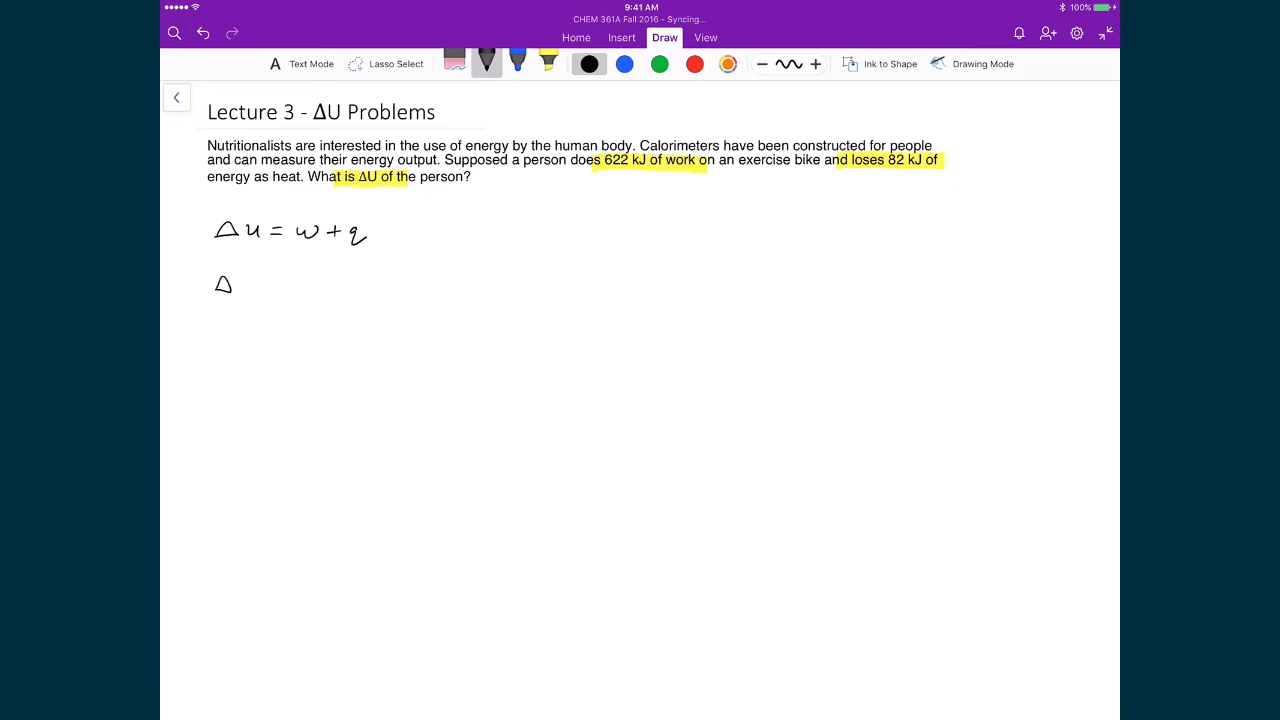 9:41 AM
100%
CHEM 361A Fall 2016 - Syncing...
Home Insert Draw View
Text Mode Lasso Select Ink to Shape Drawing Mode
Lecture 3 - ΔU Problems
Nutritionalists are interested in the use of energy by the human body. Calorimeters have been constructed for people
and can measure their energy output. Supposed a person does 622 kJ of work on an exercise bike and loses 82 kJ of
energy as heat. What is ΔU of the person?
Δu = w + q
Δ